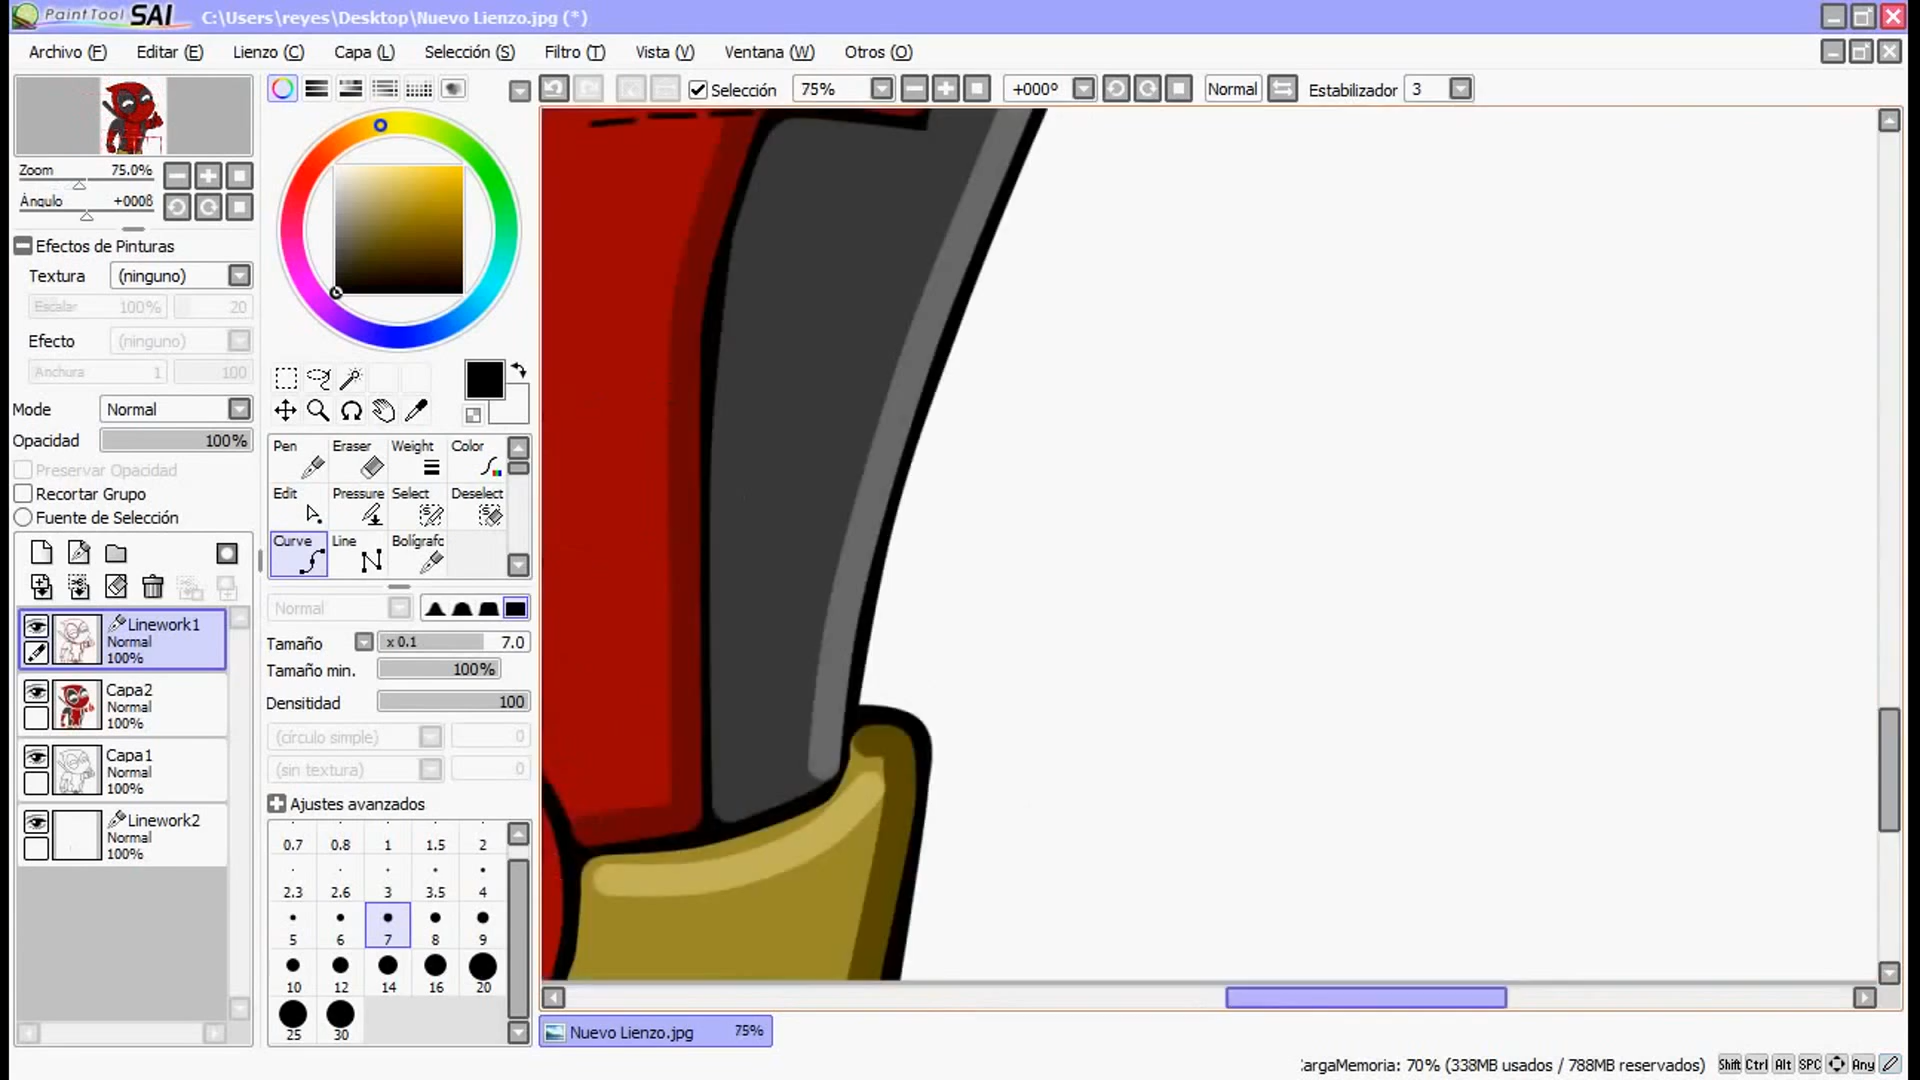 PaintTool SAI C:\Users\reyes\Desktop\Nuevo Lienzo.jpg (*)
Archivo (F) Editar (E) Lienzo (C) Capa (L) Selección (S) Filtro (T) Vista (V) Ventana (W) Otros (O)
Selección 75% +000º Normal Estabilizador 3
Zoom 75.0%
Ángulo +000ß
Efectos de Pinturas
Textura (ninguno)
Escalar 100% 20
Efecto (ninguno)
Anchura 1 100
Mode Normal
Opacidad 100%
Preservar Opacidad
Recortar Grupo
Fuente de Selección
Linework1
Normal
100%
Capa2
Normal
100%
Capa1
Normal
100%
Linework2
Normal
100%
Pen Eraser Weight Color
Edit Pressure Select Deselect
Curve Line Bolígrafc
Normal
Tamaño x 0.1 7.0
Tamaño min. 100%
Densitidad 100
(círculo simple) 0
(sin textura) 0
Ajustes avanzados
0.7 0.8 1 1.5 2
2.3 2.6 3 3.5 4
5 6 7 8 9
10 12 14 16 20
25 30
Nuevo Lienzo.jpg 75%
argaMemoria: 70% (338MB usados / 788MB reservados) Shift Ctrl Alt SPC Any